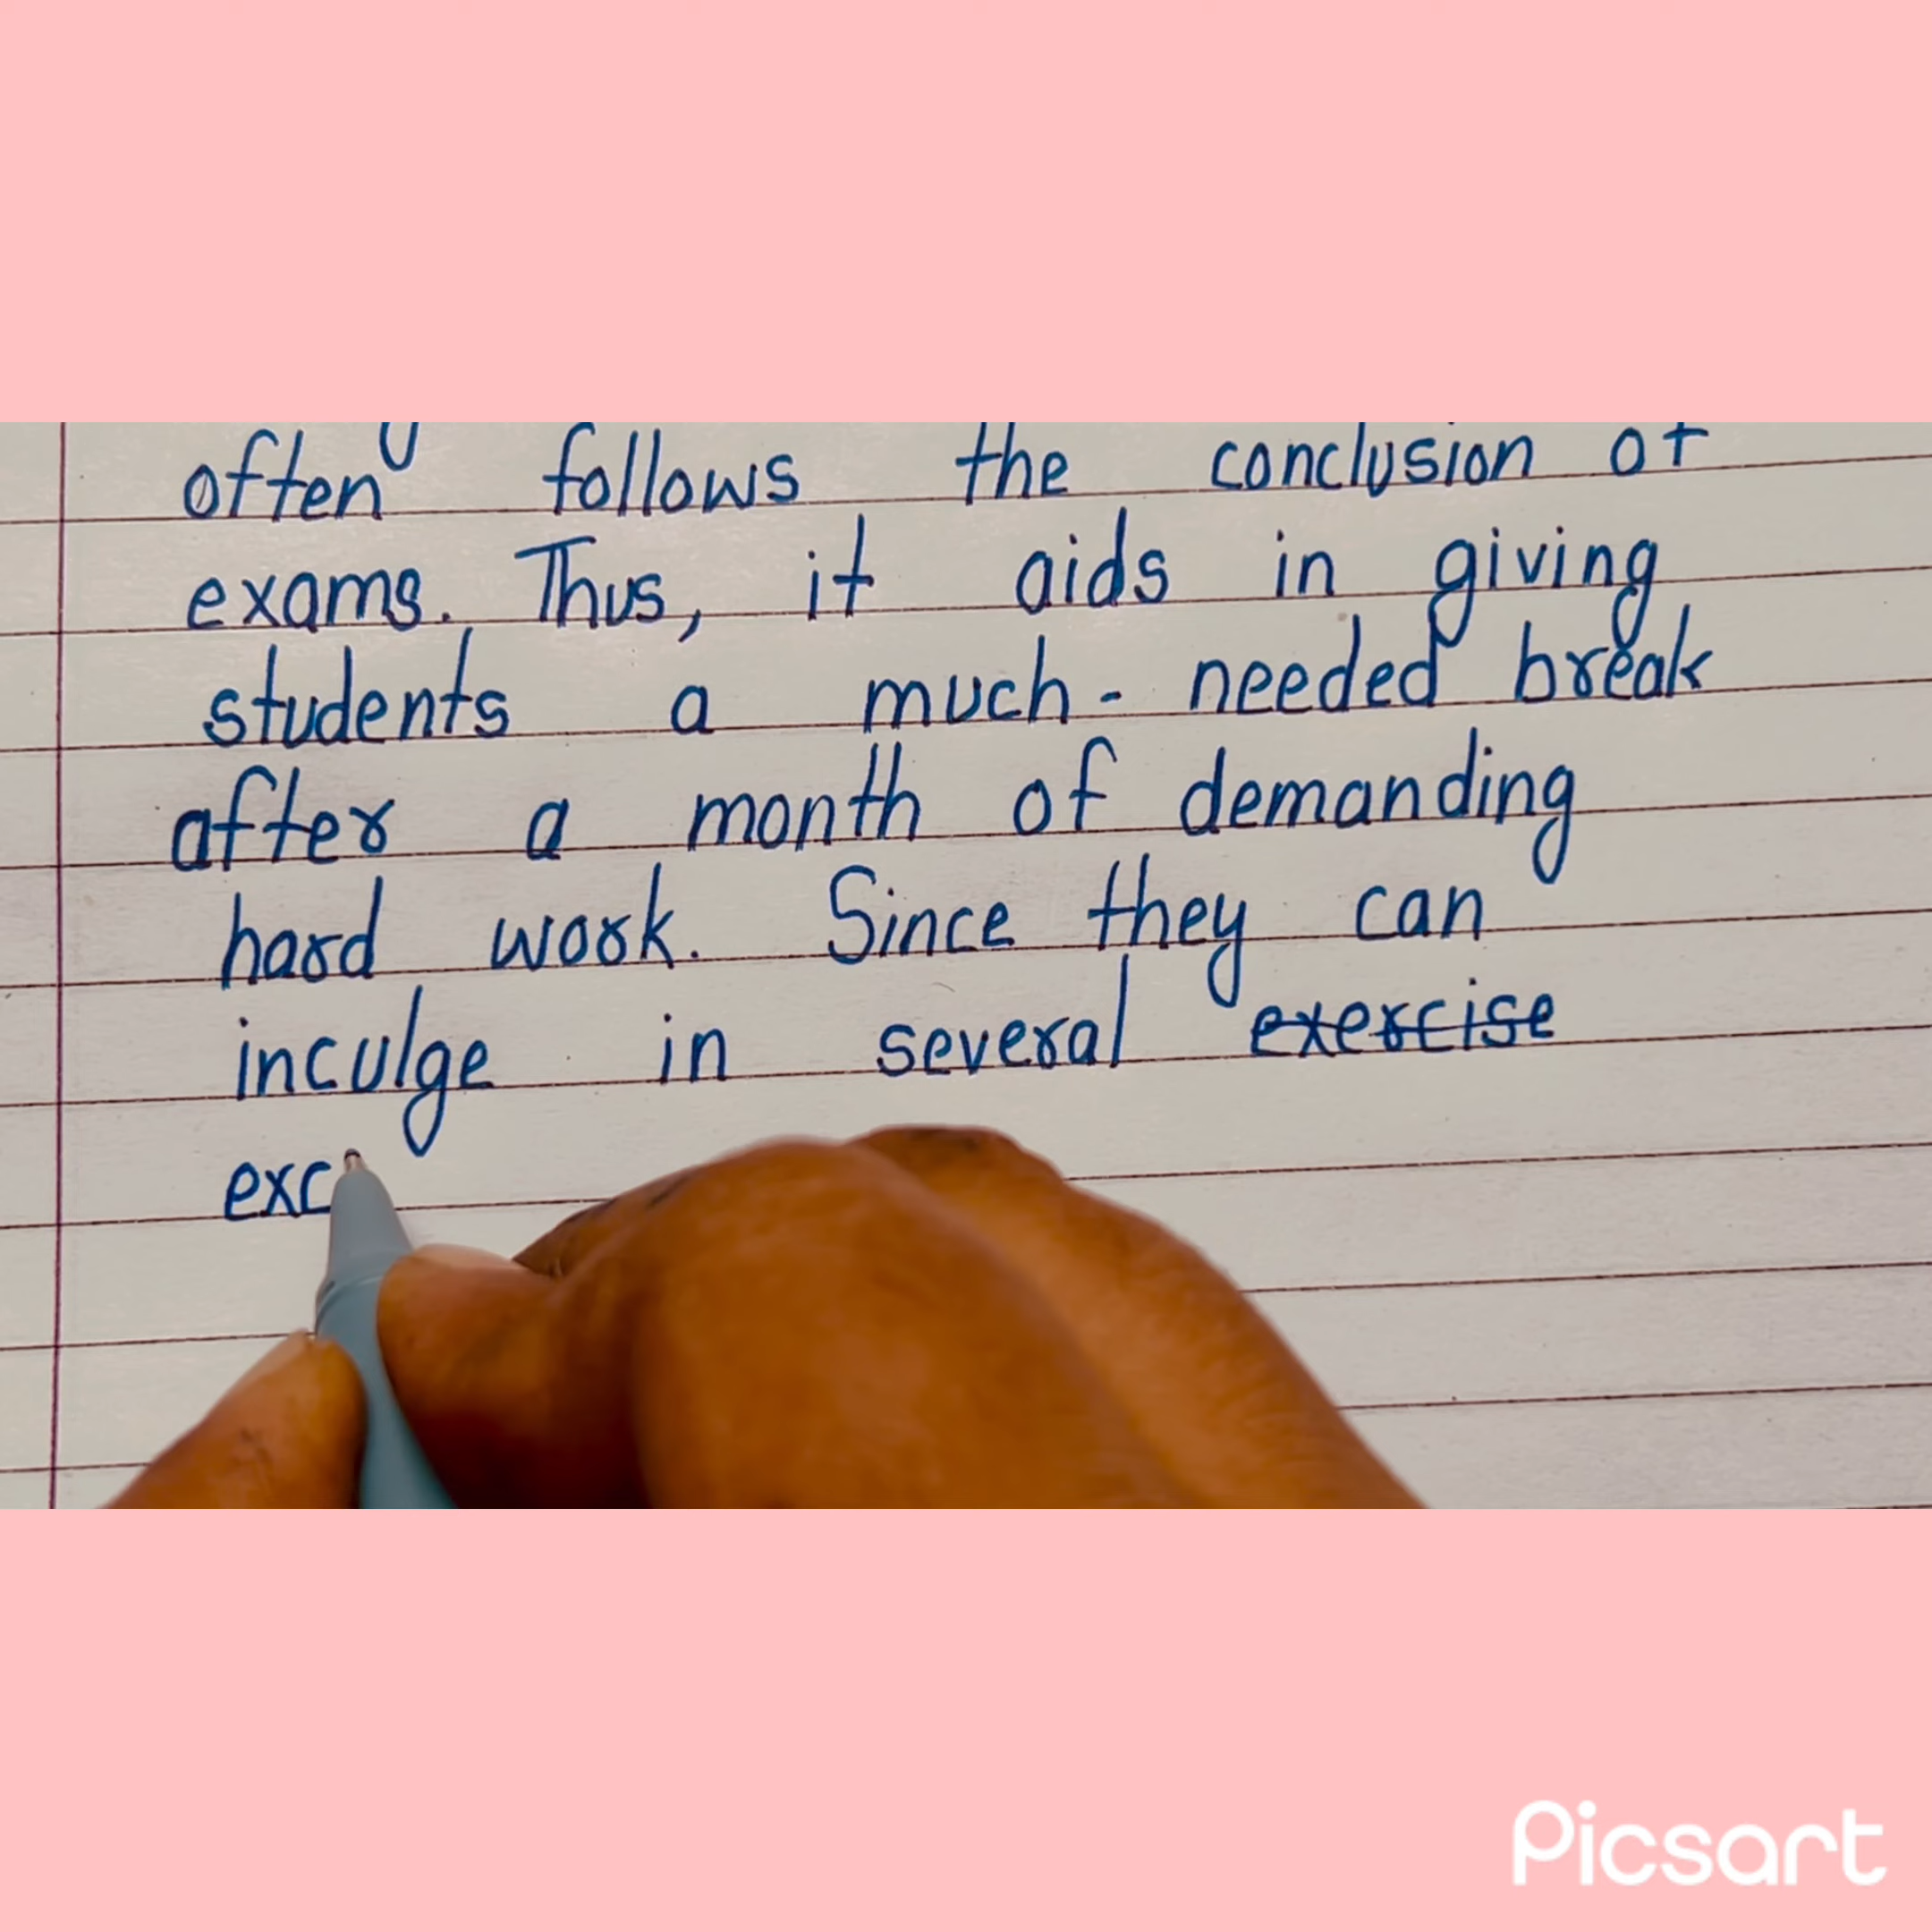 often follows the conclusion of
exams. Thus, it aids in giving
students a much-needed break
after a month of demanding
hard work. Since they can
inculge in several exercise
exc
Picsart